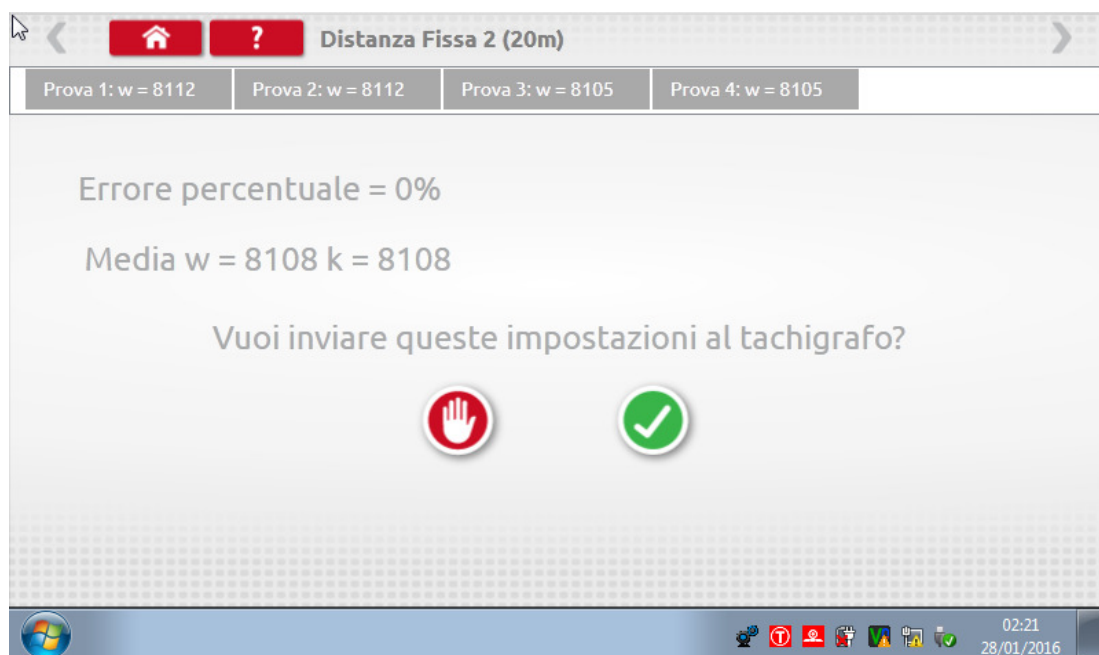 ? Distanza Fissa 2 (20m)
Prova 1: w = 8112 Prova 2: w = 8112 Prova 3: w = 8105 Prova 4: w = 8105
Errore percentuale = 0%
Media w = 8108 k = 8108
Vuoi inviare queste impostazioni al tachigrafo?
02:21
28/01/2016